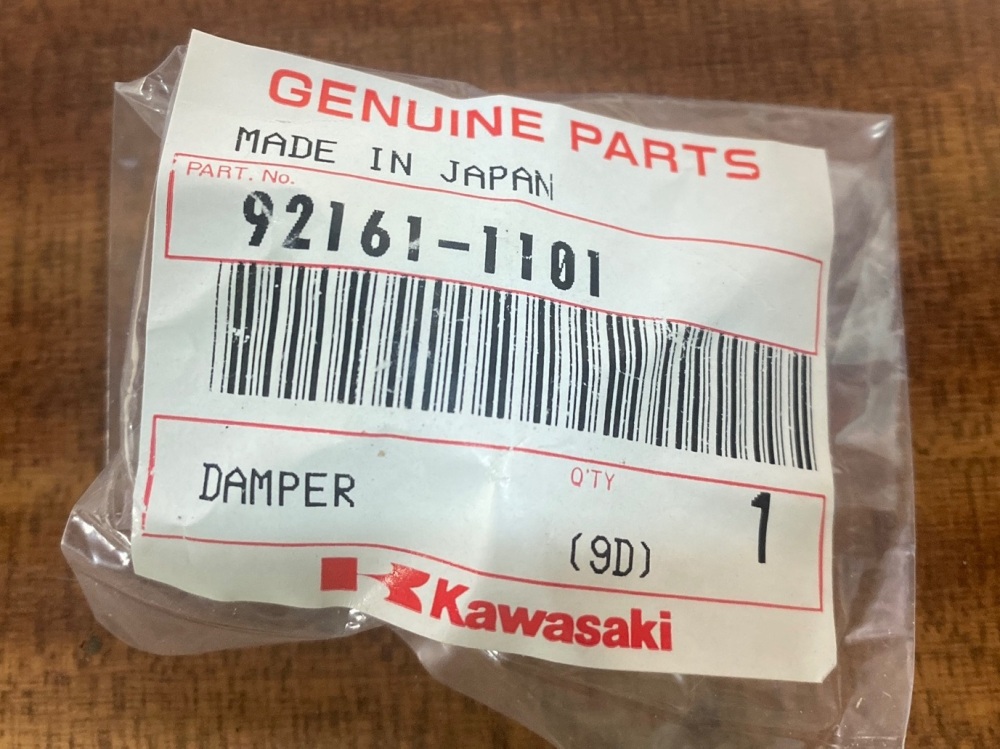 GENUINE PARTS
MADE IN JAPAN
PART. No.
92161-1101
DAMPER
Q'TY
1
(9D)
Kawasaki